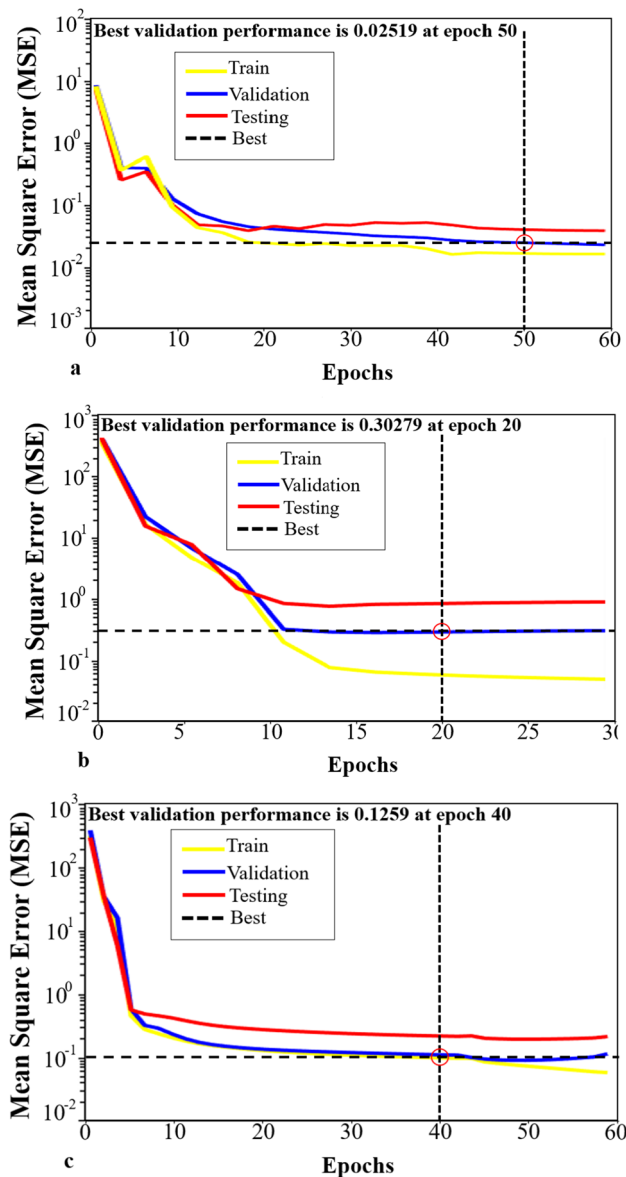 Best validation performance is 0.02519 at epoch 50
Mean Square Error (MSE)
10^2
10^1
10^0
10^-1
10^-2
10^-3
Train
Validation
Testing
Best
0 10 20 30 40 50 60
a
Epochs
Best validation performance is 0.30279 at epoch 20
Mean Square Error (MSE)
10^3
10^2
10^1
10^0
10^-1
10^-2
Train
Validation
Testing
Best
0 5 10 15 20 25 30
b
Epochs
Best validation performance is 0.1259 at epoch 40
Mean Square Error (MSE)
10^3
10^2
10^1
10^0
10^-1
10^-2
Train
Validation
Testing
Best
0 10 20 30 40 50 60
c
Epochs